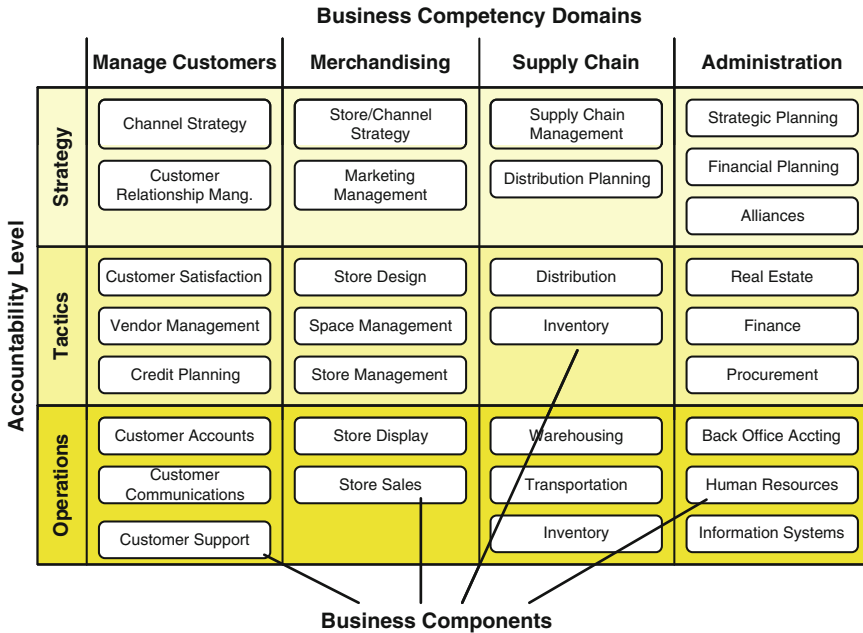 Business Competency Domains
Manage Customers
Merchandising
Supply Chain
Administration
Accountability Level
Strategy
Channel Strategy
Customer
Relationship Mang.
Store/Channel
Strategy
Marketing
Management
Supply Chain
Management
Distribution Planning
Strategic Planning
Financial Planning
Alliances
Tactics
Customer Satisfaction
Vendor Management
Credit Planning
Store Design
Space Management
Store Management
Distribution
Inventory
Real Estate
Finance
Procurement
Operations
Customer Accounts
Customer
Communications
Customer Support
Store Display
Store Sales
Warehousing
Transportation
Inventory
Back Office Accting
Human Resources
Information Systems
Business Components